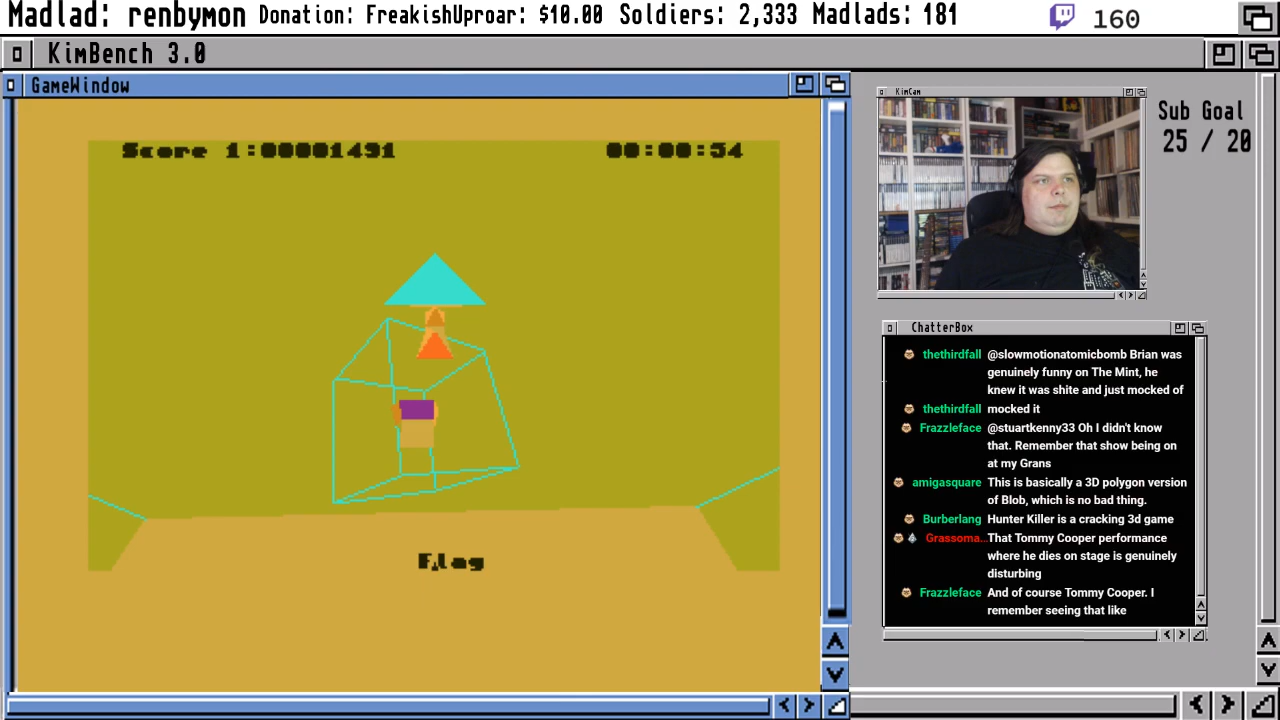 Madlad: renbymon Donation: FreakishUproar: $10.00 Soldiers: 2,333 Madlads: 181 160
KimBench 3.0
GameWindow
Score 1:00001491 00:00:54
Flag
KimCam
Sub Goal
25 / 20
ChatterBox
thethirdfall @slowmotionatomicbomb Brian was
genuinely funny on The Mint, he
knew it was shite and just mocked of
thethirdfall mocked it
Frazzleface @stuartkenny33 Oh I didn't know
that. Remember that show being on
at my Grans
amigasquare This is basically a 3D polygon version
of Blob, which is no bad thing.
Burberlang Hunter Killer is a cracking 3d game
Grassoma... That Tommy Cooper performance
where he dies on stage is genuinely
disturbing
Frazzleface And of course Tommy Cooper. I
remember seeing that like